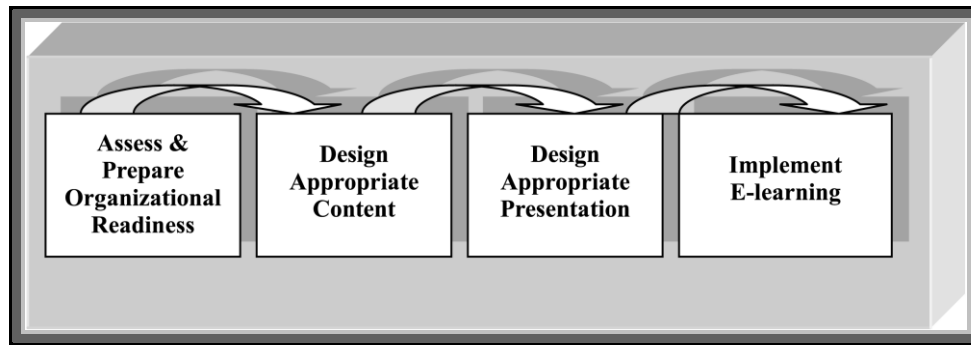 Assess &
Prepare
Organizational
Readiness
Design
Appropriate
Content
Design
Appropriate
Presentation
Implement
E-learning